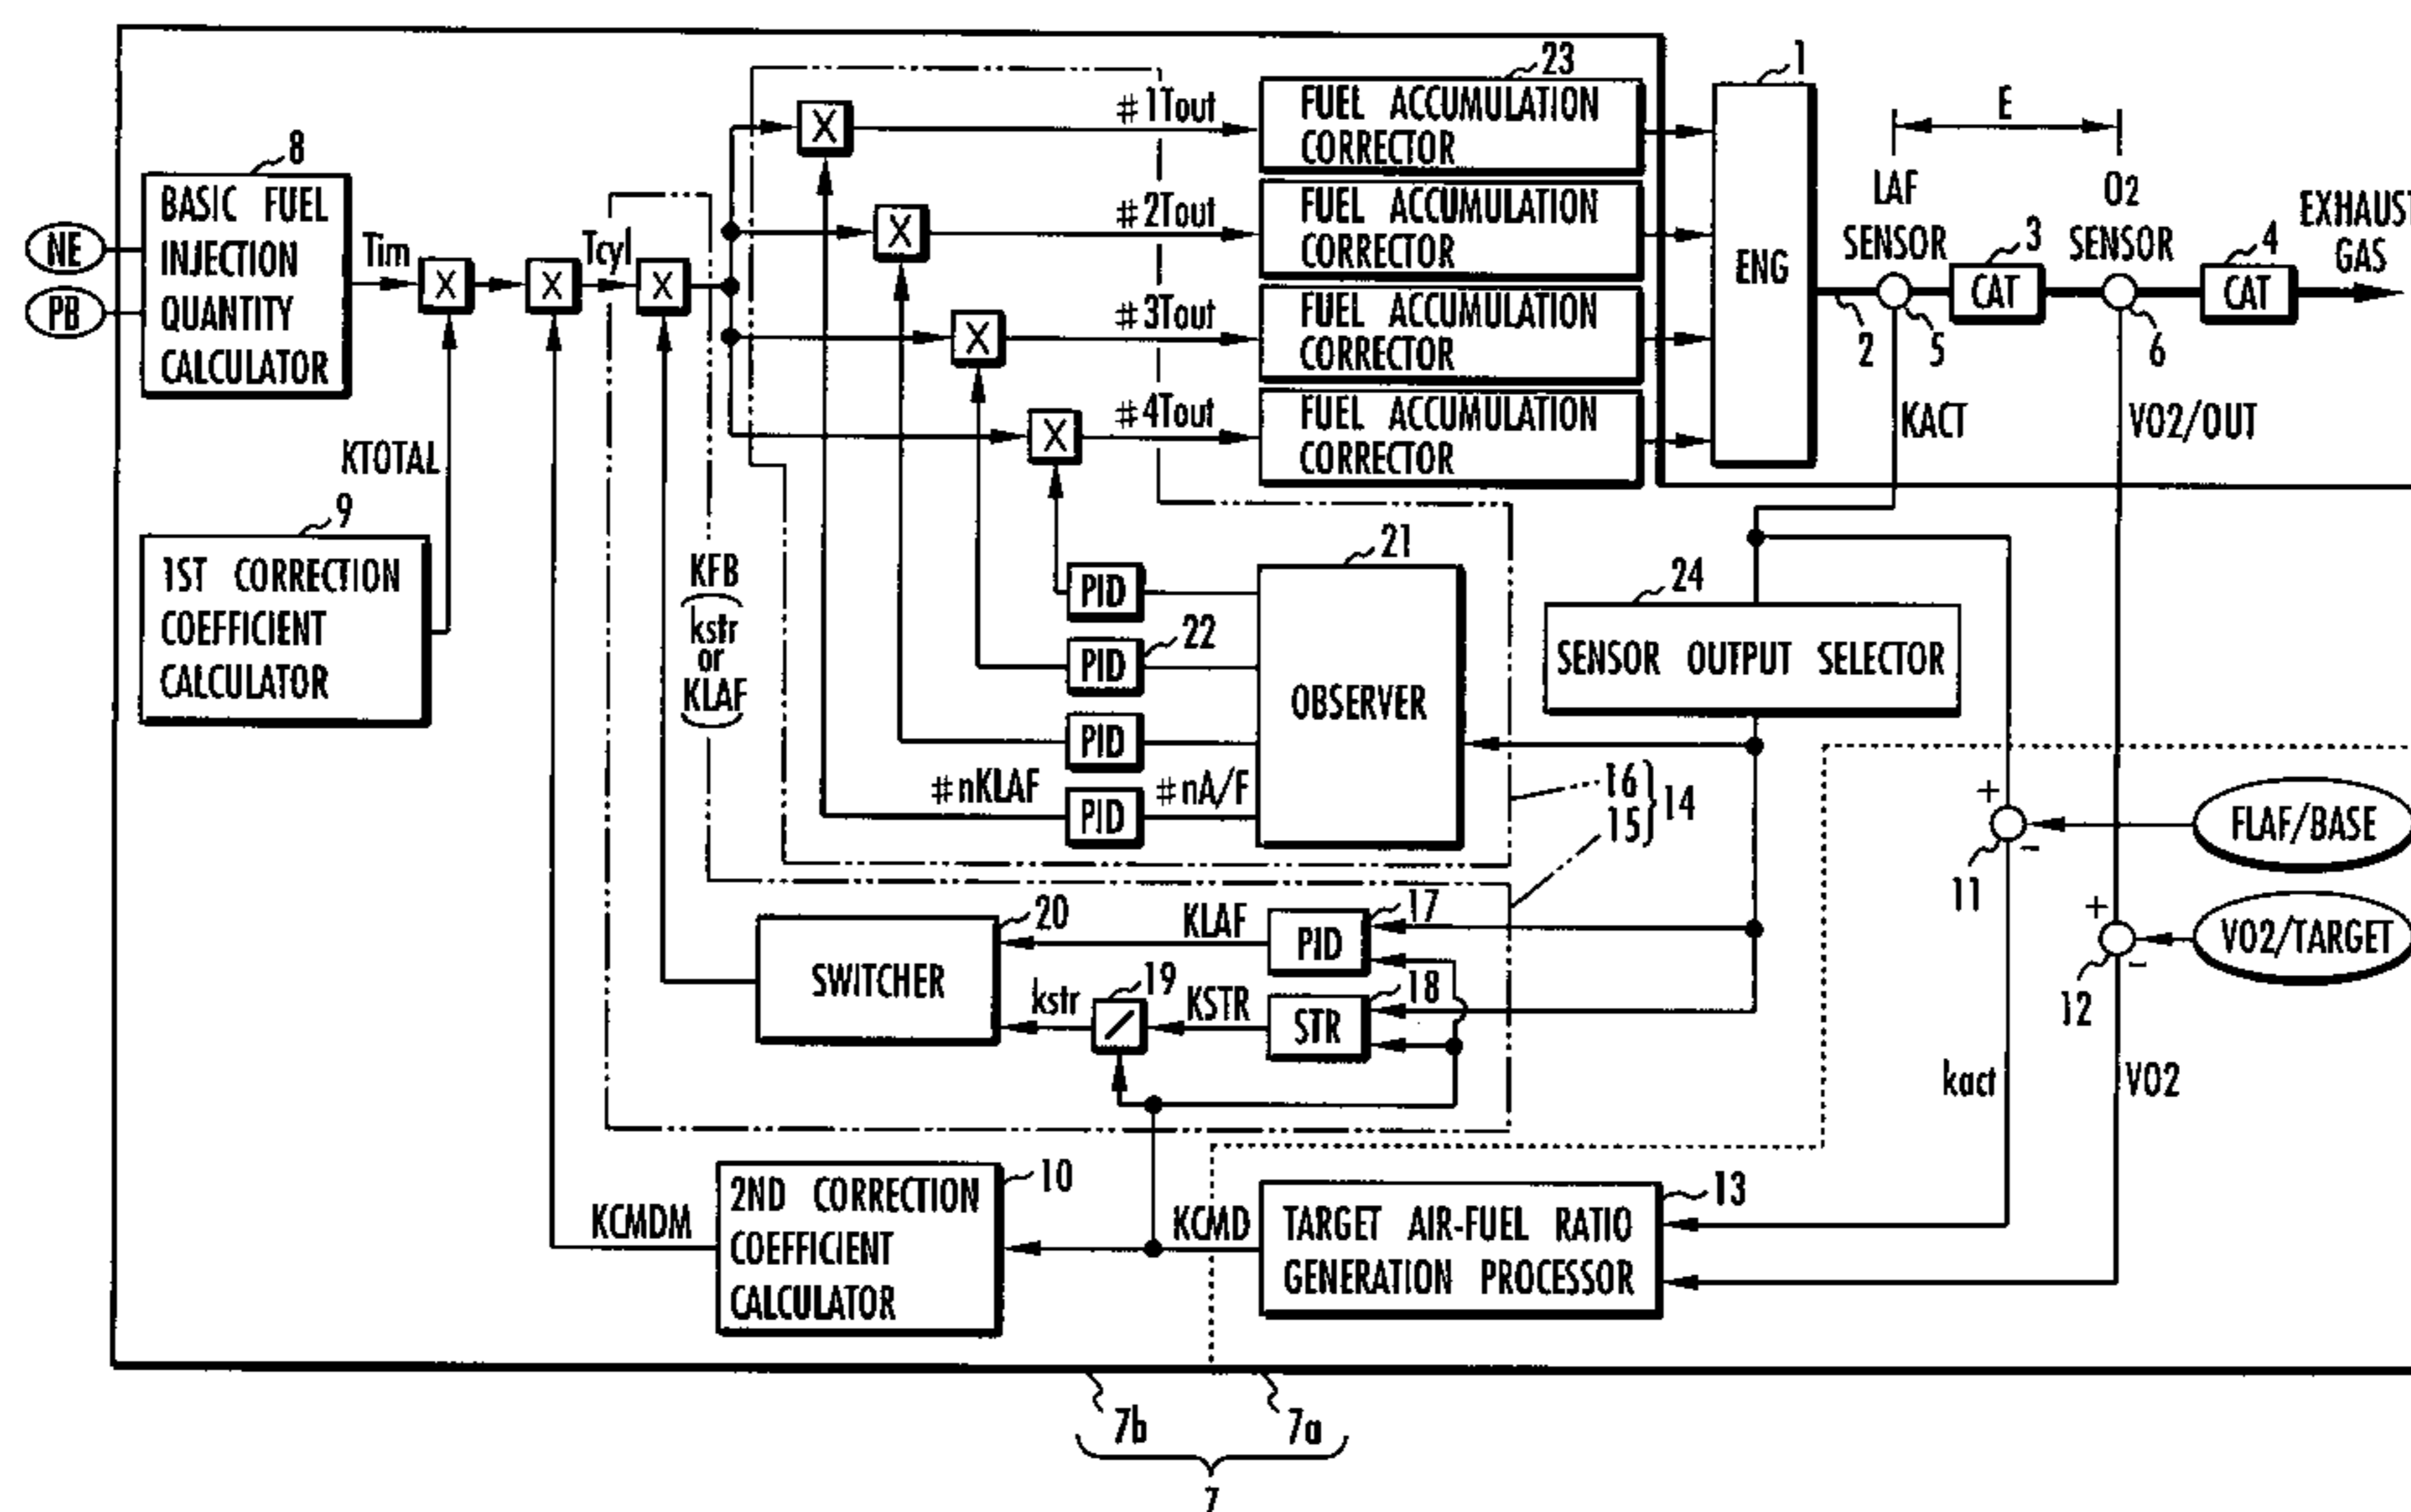 23
1
#1Tout
FUEL ACCUMULATION
CORRECTOR
E
8
BASIC FUEL
INJECTION
QUANTITY
CALCULATOR
NE
PB
Tim
X
X
Tcyl
X
X
X
X
X
#2Tout
FUEL ACCUMULATION
CORRECTOR
#3Tout
FUEL ACCUMULATION
CORRECTOR
#4Tout
FUEL ACCUMULATION
CORRECTOR
ENG
LAF
SENSOR
3
CAT
O2
SENSOR
4
CAT
EXHAUST
GAS
2
5
6
KACT
VO2/OUT
KTOTAL
9
1ST CORRECTION
COEFFICIENT
CALCULATOR
KFB
kstr
or
KLAF
PID
PID
22
PID
PID
#nKLAF
#nA/F
21
OBSERVER
24
SENSOR OUTPUT SELECTOR
16
15
14
+
FLAF/BASE
11
-
+
VO2/TARGET
12
-
20
SWITCHER
KLAF
17
PID
kstr
19
/
KSTR
18
STR
kact
VO2
KCMDM
10
2ND CORRECTION
COEFFICIENT
CALCULATOR
KCMD
13
TARGET AIR-FUEL RATIO
GENERATION PROCESSOR
7b
7a
7